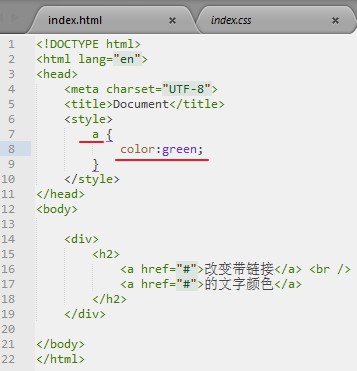 index.html × index.css ×
1 <!DOCTYPE html>
2 <html lang="en">
3 <head>
4 <meta charset="UTF-8">
5 <title>Document</title>
6 <style>
7 a {
8 color:green;
9 }
10 </style>
11 </head>
12 <body>
13
14 <div>
15 <h2>
16 <a href="#">改变带链接</a> <br />
17 <a href="#">的文字颜色</a>
18 </h2>
19 </div>
20
21 </body>
22 </html>